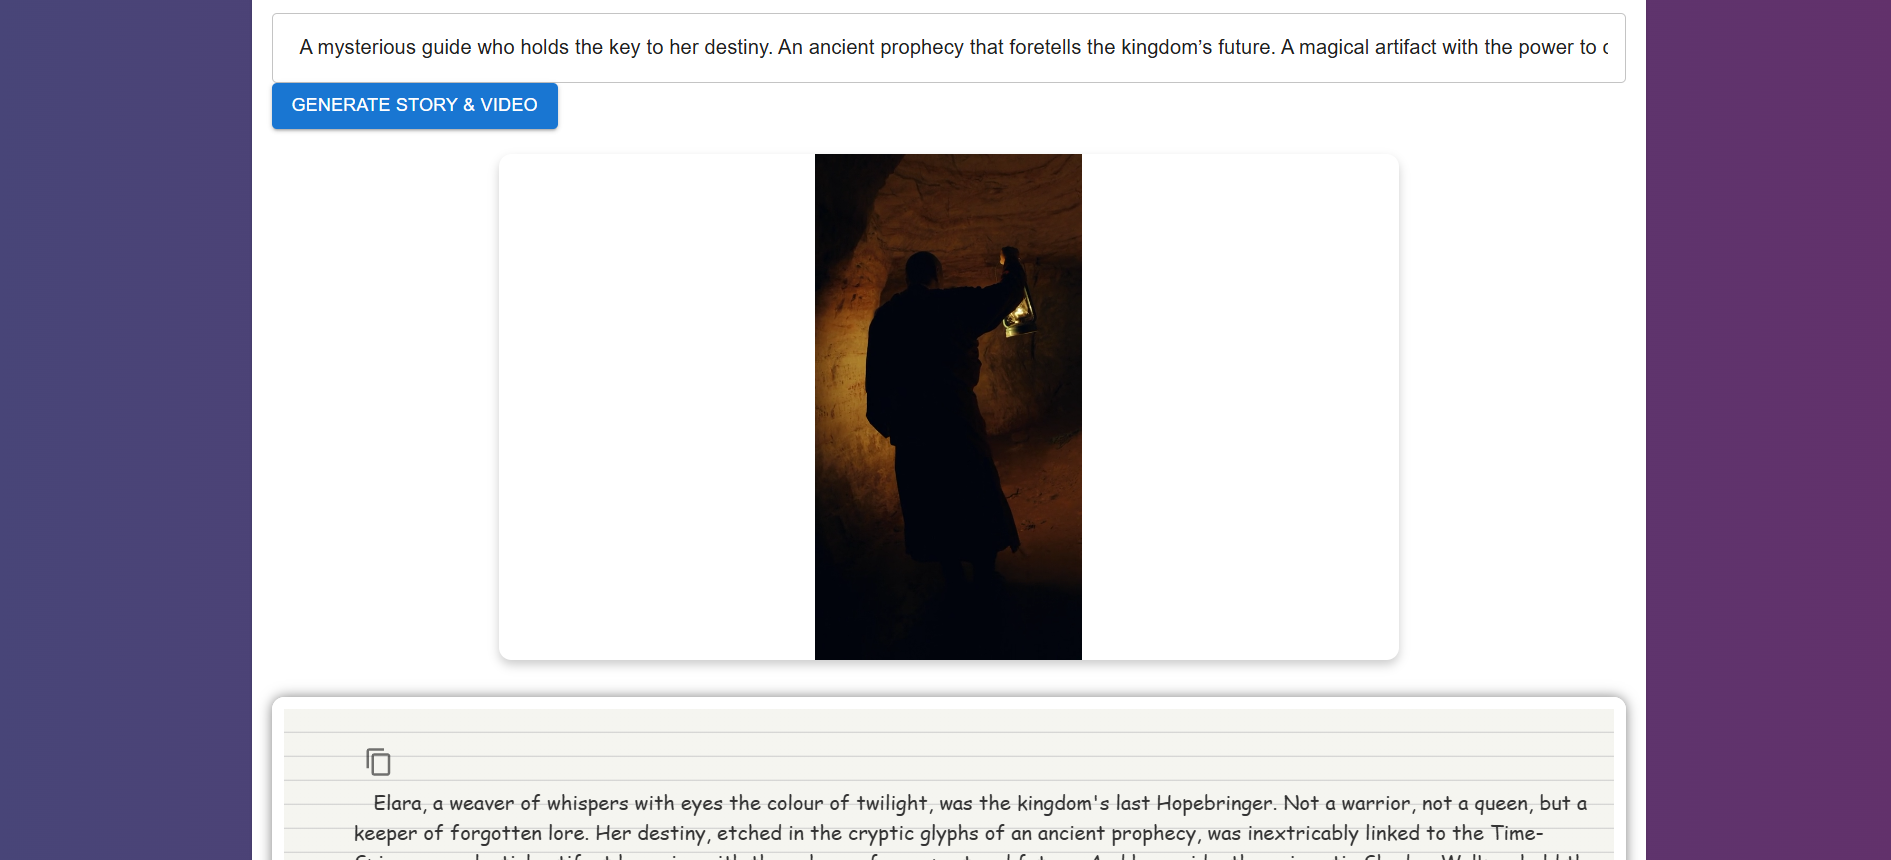 A mysterious guide who holds the key to her destiny. An ancient prophecy that foretells the kingdom’s future. A magical artifact with the power to
GENERATE STORY & VIDEO
Elara, a weaver of whispers with eyes the colour of twilight, was the kingdom's last Hopebringer. Not a warrior, not a queen, but a
keeper of forgotten lore. Her destiny, etched in the cryptic glyphs of an ancient prophecy, was inextricably linked to the Time-